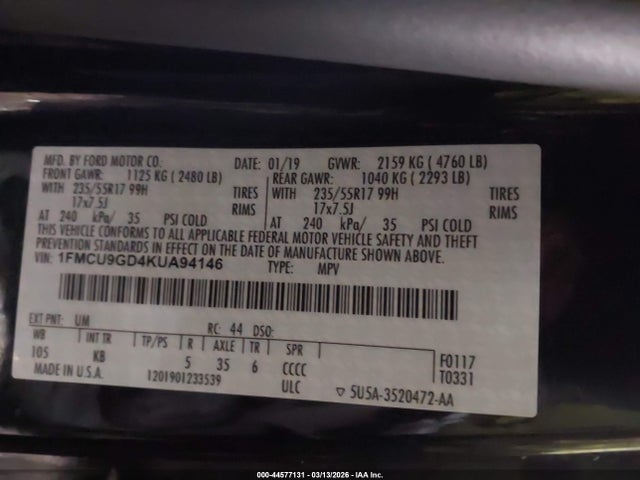 MFD. BY FORD MOTOR CO. DATE: 01/19 GVWR: 2159 KG ( 4760 LB)
FRONT GAWR: 1125 KG ( 2480 LB) REAR GAWR: 1040 KG ( 2293 LB)
WITH 235/55R17 99H TIRES WITH 235/55R17 99H TIRES
17x7.5J RIMS 17x7.5J RIMS
AT 240 kPa/ 35 PSI COLD AT 240 kPa/ 35 PSI COLD
THIS VEHICLE CONFORMS TO ALL APPLICABLE FEDERAL MOTOR VEHICLE SAFETY AND THEFT
PREVENTION STANDARDS IN EFFECT ON THE DATE OF MANUFACTURE SHOWN ABOVE.
VIN: 1FMCU9GD4KUA94146 TYPE: MPV
EXT PNT: UM RC: 44 DSO:
WB INT TR TP/PS R AXLE TR SPR
105 KB 5 35 6 CCCC F0117
MADE IN U.S.A. 1201901233539 ULC T0331
▽ 5U5A-3520472-AA
000-44577131 - 03/13/2026 - IAA Inc.